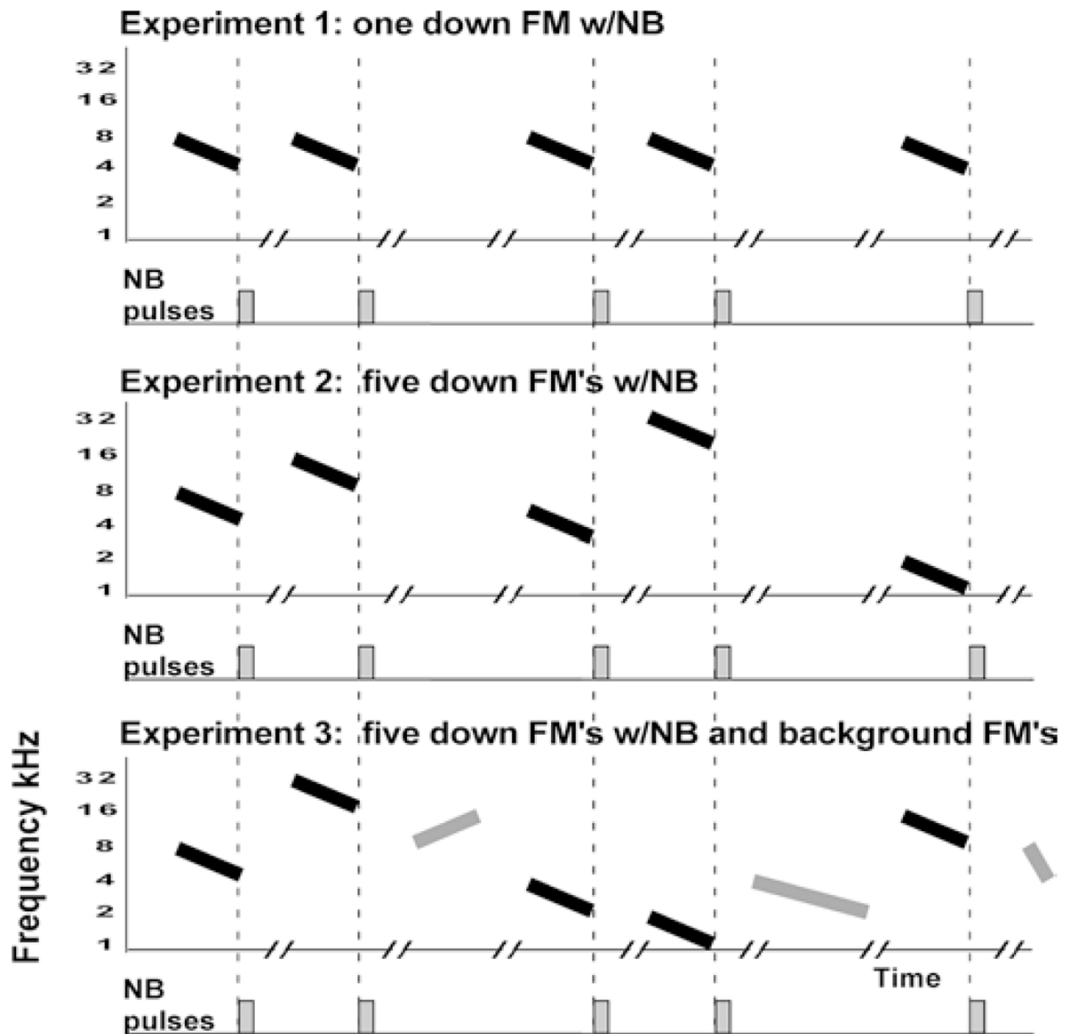 Experiment 1: one down FM w/NB
32
16
8
4
2
1
NB
pulses
Experiment 2: five down FM's w/NB
32
16
8
4
2
1
NB
pulses
Experiment 3: five down FM's w/NB and background FM's
32
16
8
4
2
1
Frequency kHz
Time
NB
pulses